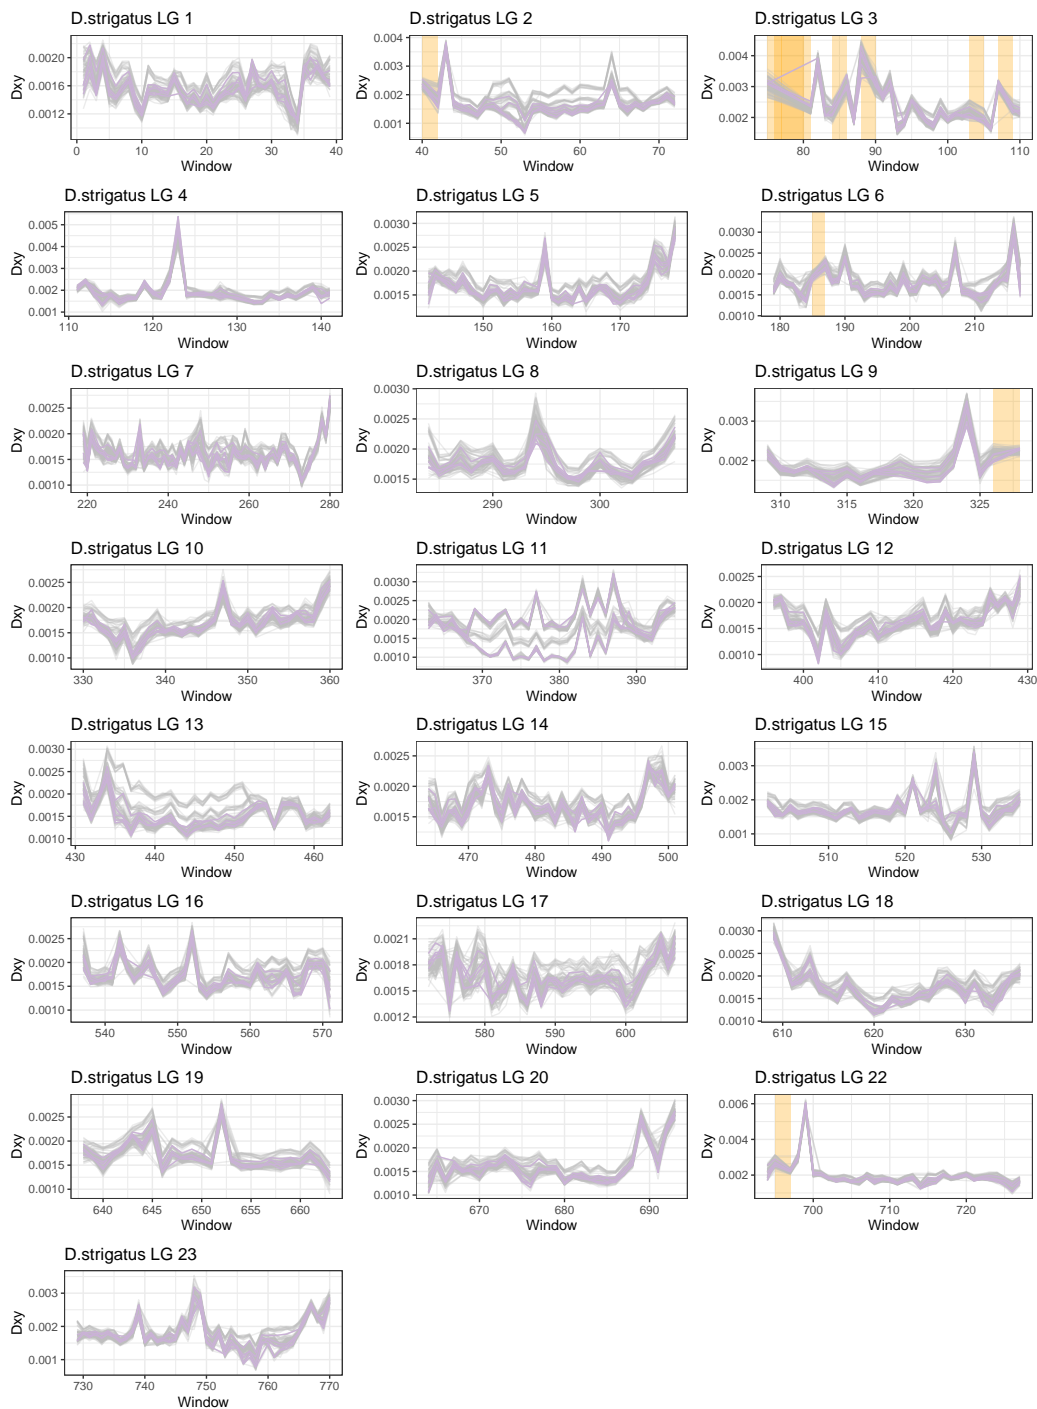 D.strigatus LG 1
D.strigatus LG 2
D.strigatus LG 3
Dxy
0.0020
0.0016
0.0012
0 10 20 30 40
Window
Dxy
0.004
0.003
0.002
0.001
40 50 60 70
Window
Dxy
0.004
0.003
0.002
80 90 100 110
Window
D.strigatus LG 4
D.strigatus LG 5
D.strigatus LG 6
Dxy
0.005
0.004
0.003
0.002
0.001
110 120 130 140
Window
Dxy
0.0030
0.0025
0.0020
0.0015
150 160 170
Window
Dxy
0.0030
0.0025
0.0020
0.0015
0.0010
180 190 200 210
Window
D.strigatus LG 7
D.strigatus LG 8
D.strigatus LG 9
Dxy
0.0025
0.0020
0.0015
0.0010
220 240 260 280
Window
Dxy
0.0030
0.0025
0.0020
0.0015
290 300
Window
Dxy
0.003
0.002
310 315 320 325
Window
D.strigatus LG 10
D.strigatus LG 11
D.strigatus LG 12
Dxy
0.0025
0.0020
0.0015
0.0010
330 340 350 360
Window
Dxy
0.0030
0.0025
0.0020
0.0015
0.0010
370 380 390
Window
Dxy
0.0025
0.0020
0.0015
0.0010
400 410 420 430
Window
D.strigatus LG 13
D.strigatus LG 14
D.strigatus LG 15
Dxy
0.0030
0.0025
0.0020
0.0015
0.0010
430 440 450 460
Window
Dxy
0.0025
0.0020
0.0015
470 480 490 500
Window
Dxy
0.003
0.002
0.001
510 520 530
Window
D.strigatus LG 16
D.strigatus LG 17
D.strigatus LG 18
Dxy
0.0025
0.0020
0.0015
0.0010
540 550 560 570
Window
Dxy
0.0021
0.0018
0.0015
0.0012
580 590 600
Window
Dxy
0.0030
0.0025
0.0020
0.0015
0.0010
610 620 630
Window
D.strigatus LG 19
D.strigatus LG 20
D.strigatus LG 22
Dxy
0.0025
0.0020
0.0015
0.0010
640 645 650 655 660
Window
Dxy
0.0030
0.0025
0.0020
0.0015
0.0010
670 680 690
Window
Dxy
0.006
0.004
0.002
700 710 720
Window
D.strigatus LG 23
Dxy
0.003
0.002
0.001
730 740 750 760 770
Window